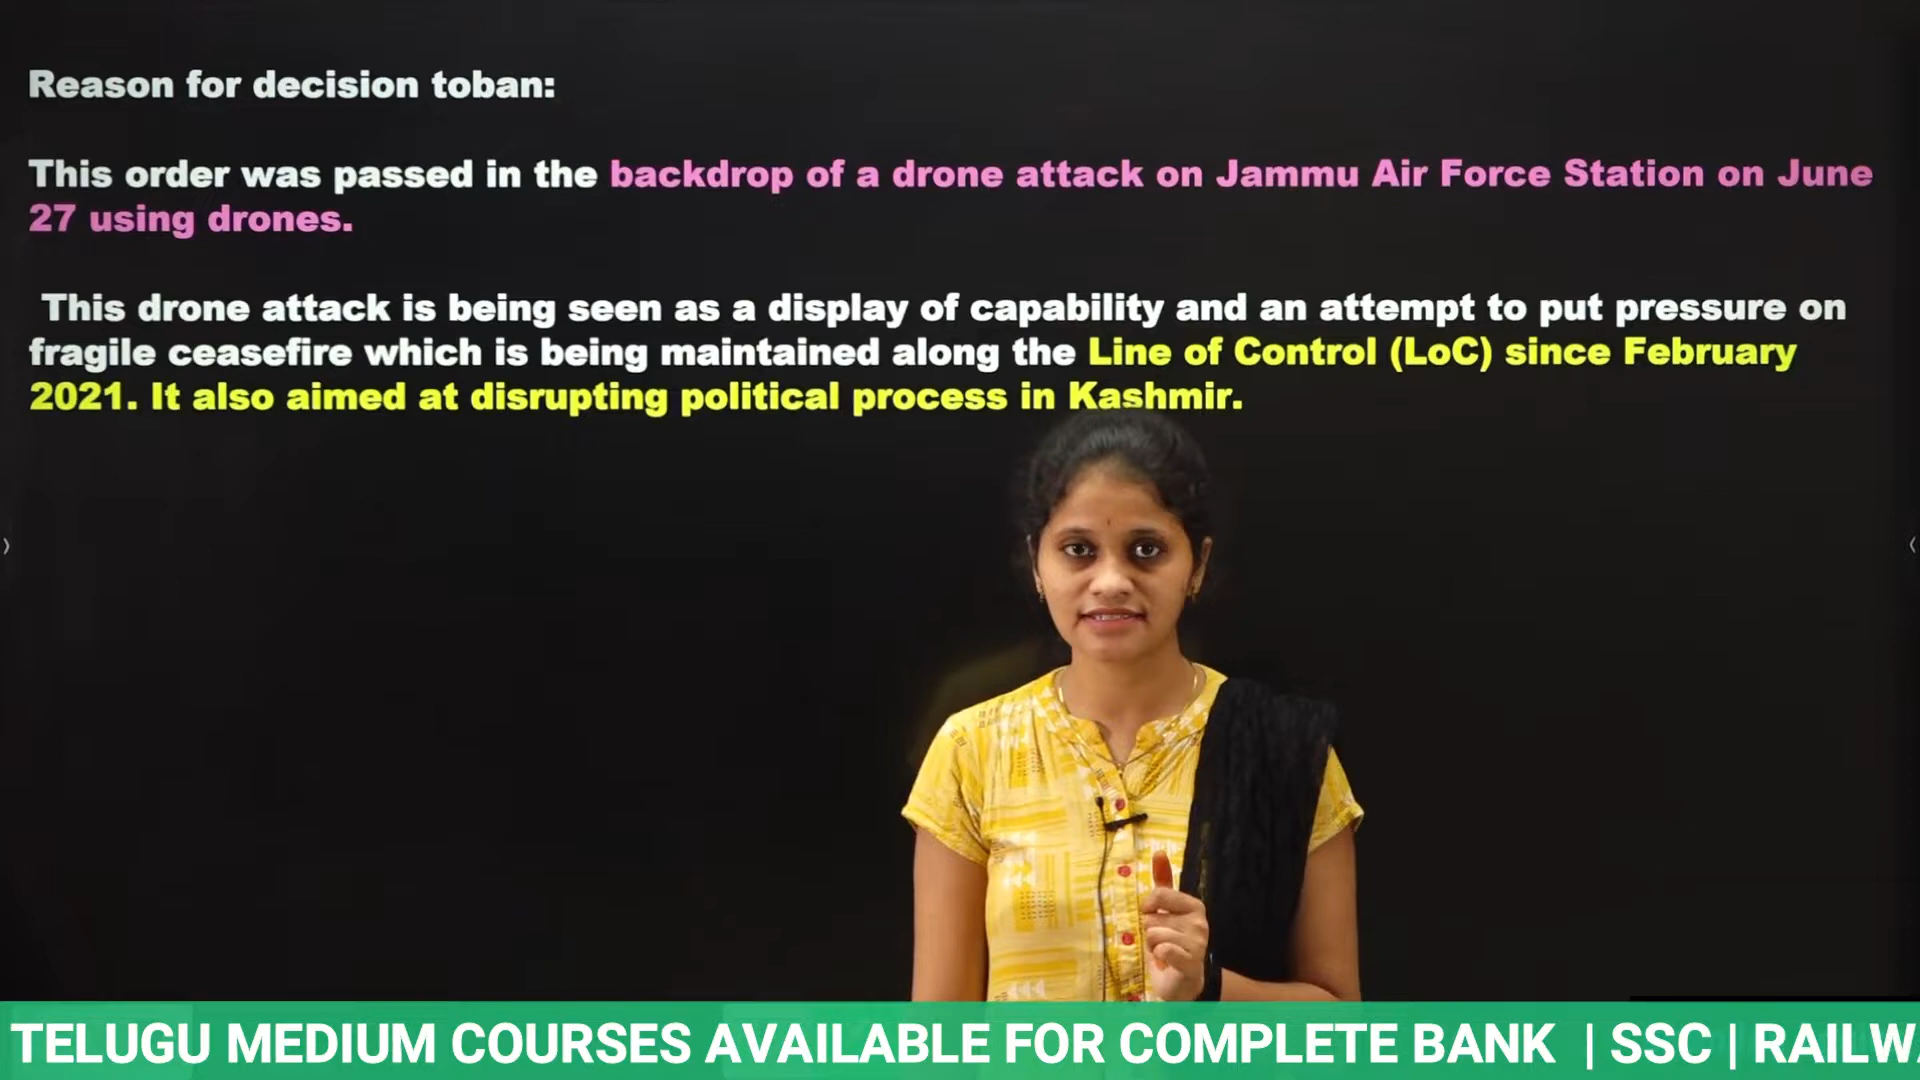 Reason for decision toban:
This order was passed in the backdrop of a drone attack on Jammu Air Force Station on June
27 using drones.
This drone attack is being seen as a display of capability and an attempt to put pressure on
fragile ceasefire which is being maintained along the Line of Control (LoC) since February
2021. It also aimed at disrupting political process in Kashmir.
TELUGU MEDIUM COURSES AVAILABLE FOR COMPLETE BANK | SSC | RAILW